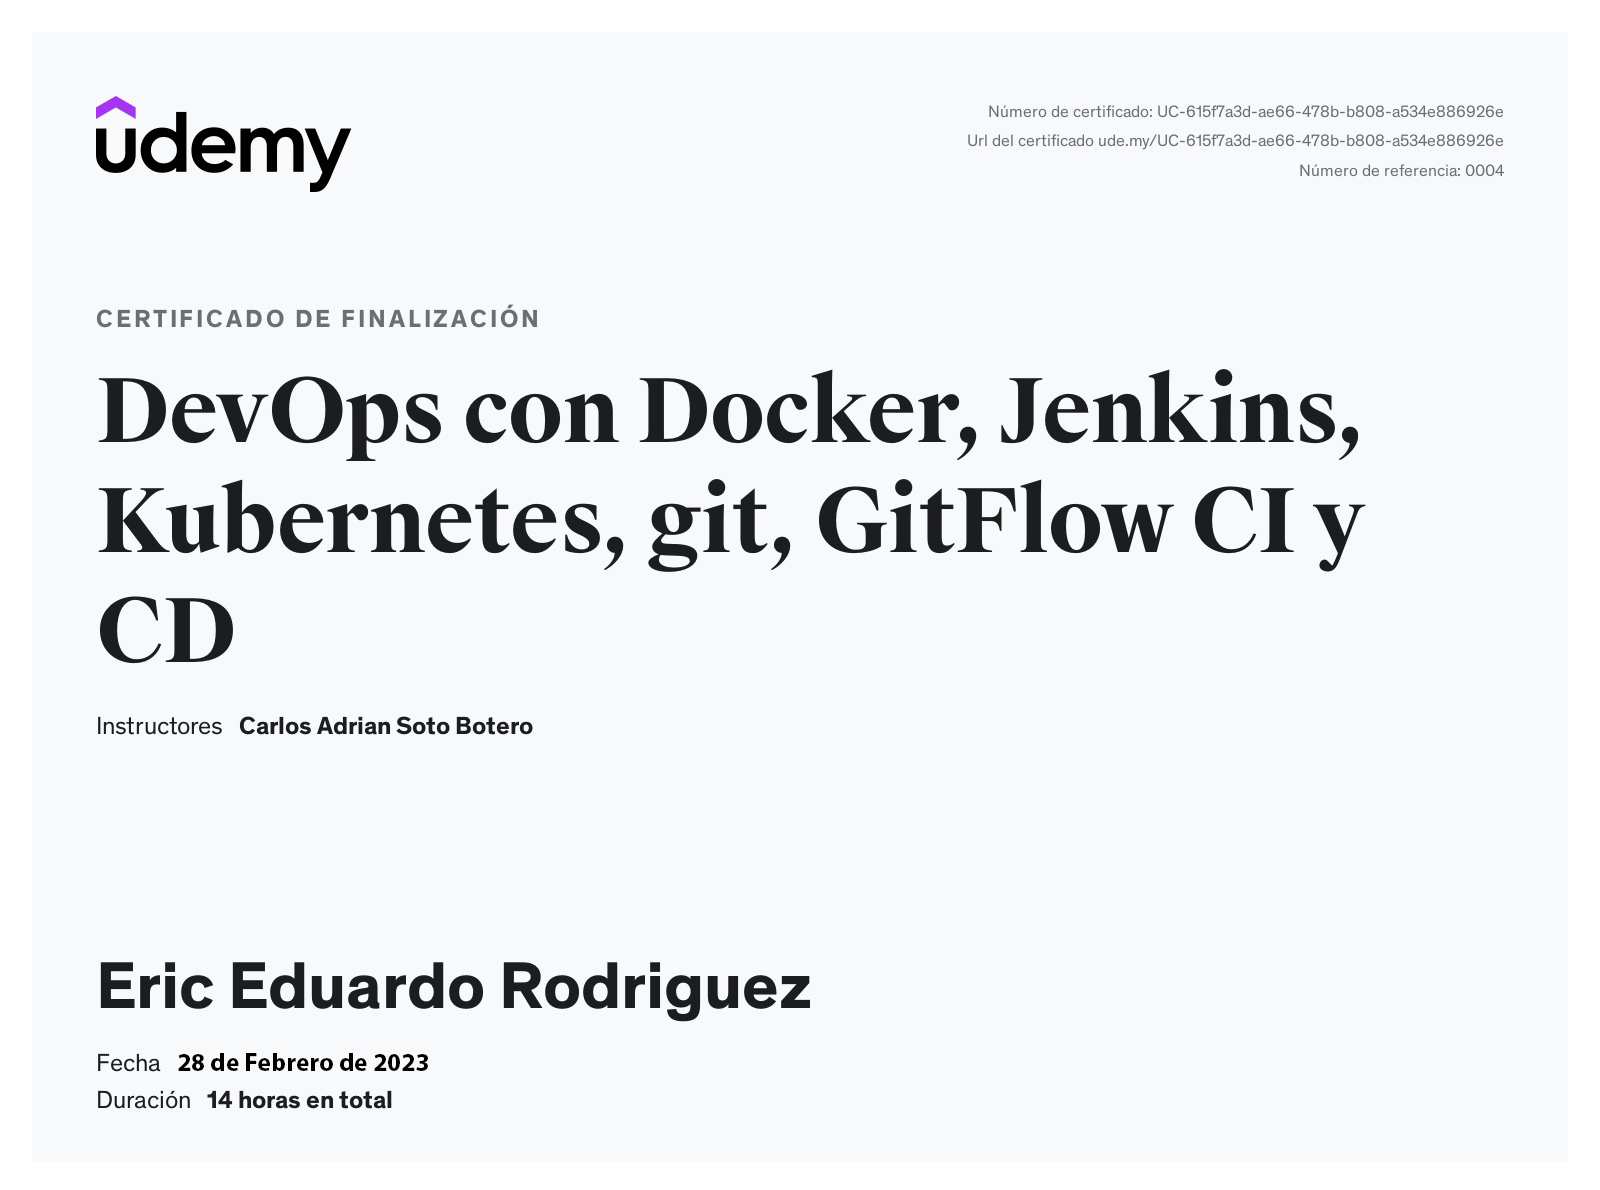 udemy
Número de certificado: UC-615f7a3d-ae66-478b-b808-a534e886926e
Url del certificado ude.my/UC-615f7a3d-ae66-478b-b808-a534e886926e
Número de referencia: 0004
CERTIFICADO DE FINALIZACIÓN
DevOps con Docker, Jenkins,
Kubernetes, git, GitFlow CI y
CD
Instructores Carlos Adrian Soto Botero
Eric Eduardo Rodriguez
Fecha 28 de Febrero de 2023
Duración 14 horas en total